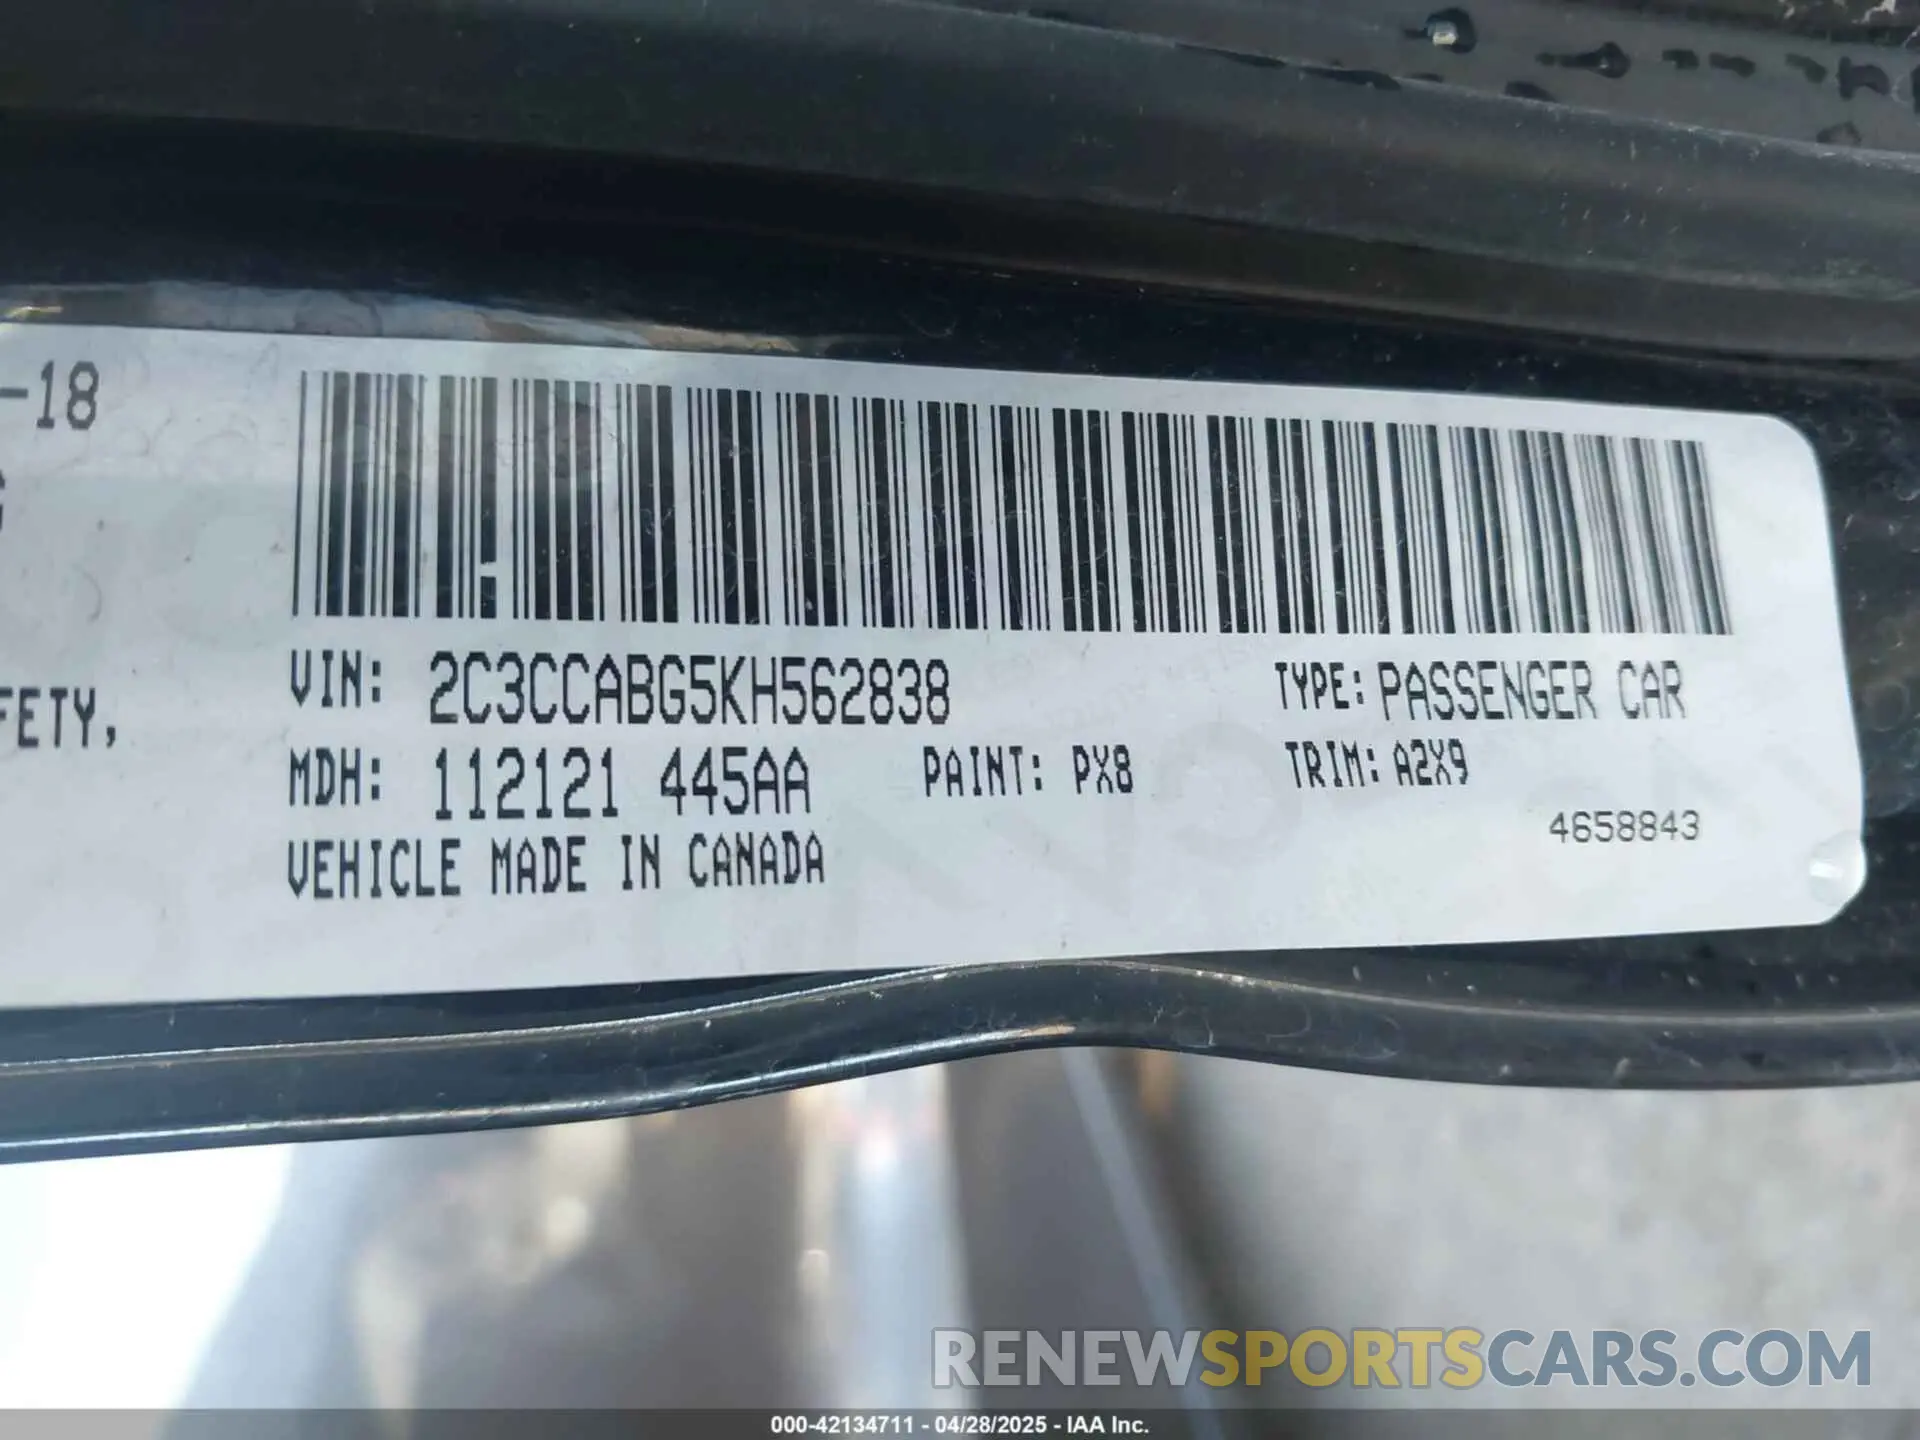 -18
G
VIN: 2C3CCABG5KH562838 TYPE: PASSENGER CAR
FETY,
MDH: 112121 445AA PAINT: PX8 TRIM: A2X9
4658843
VEHICLE MADE IN CANADA
RENEWSPORTSCARS.COM
000-42134711 - 04/28/2025 - IAA Inc.